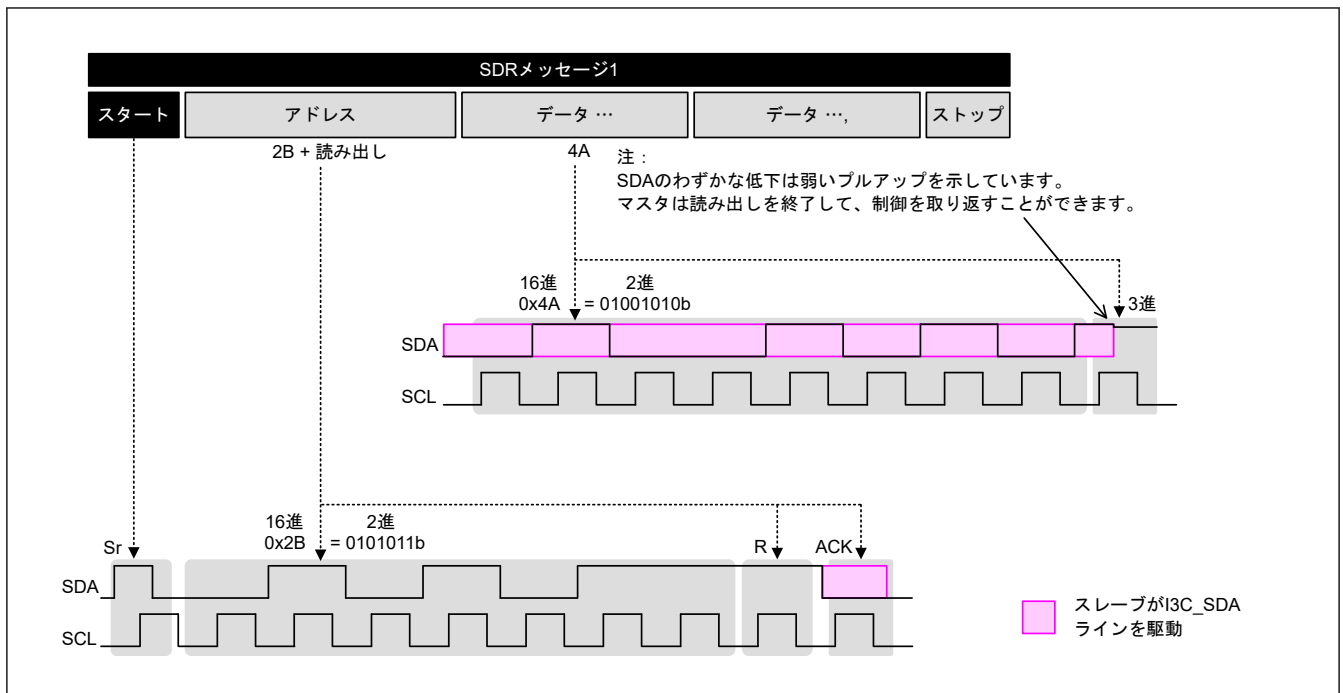 SDRメッセージ1
スタート
アドレス
データ …
データ …,
ストップ
2B + 読み出し
4A
注：
SDAのわずかな低下は弱いプルアップを示しています。
マスタは読み出しを終了して、制御を取り返すことができます。
16進
2進
0x4A
= 01001010b
3進
SDA
SCL
16進
2進
0x2B
= 0101011b
Sr
R
ACK
SDA
SCL
スレーブがI3C_SDA
ラインを駆動